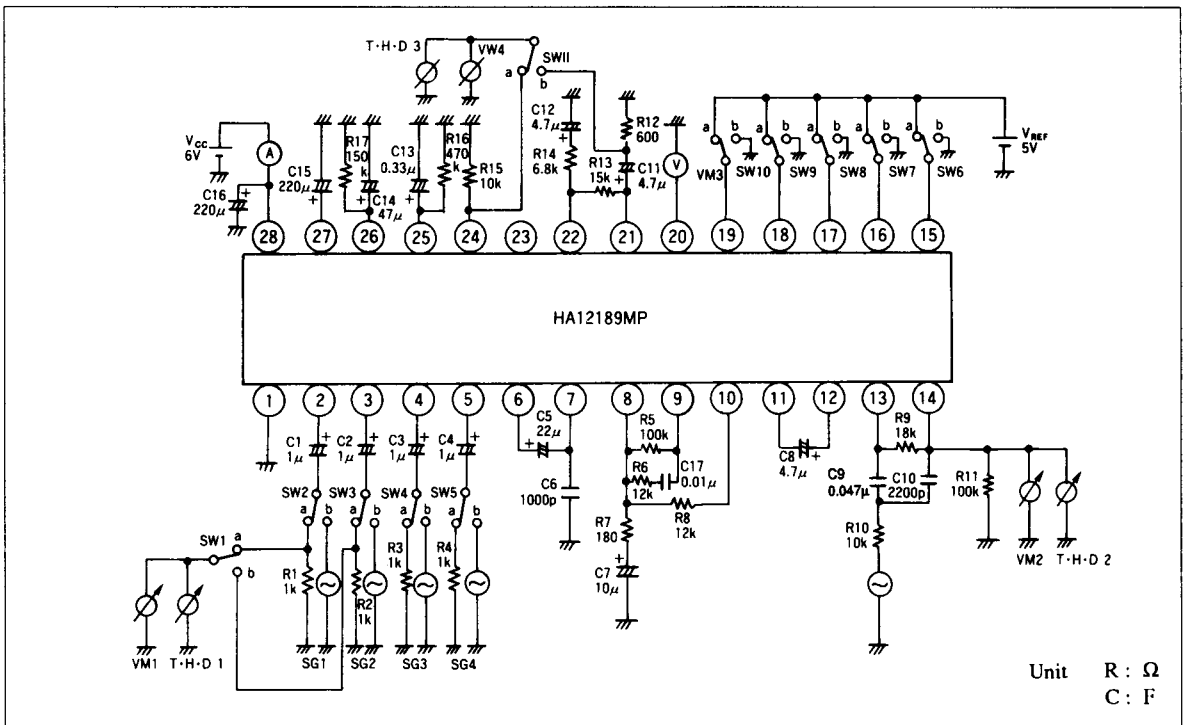 T·H·D 3
VW4
SWII
a
b
C12
4.7μ
R12
600
a b a b a b a b a b
VREF
5V
VCC
6V
A
C15
220μ
R17
150
k
C14
47μ
C13
0.33μ
R16
470
k
R15
10k
R14
6.8k
R13
15k
C11
4.7μ
V
VM3
SW10 SW9 SW8 SW7 SW6
C16
220μ
28 27 26 25 24 23 22 21 20 19 18 17 16 15
HA12189MP
1 2 3 4 5 6 7 8 9 10 11 12 13 14
C1
1μ
C2
1μ
C3
1μ
C4
1μ
C5
22μ
C6
1000p
R5
100k
R6
12k
C17
0.01μ
R8
12k
R7
180
C7
10μ
C8
4.7μ
R9
18k
C9
0.047μ
C10
2200p
R11
100k
R10
10k
VM2 T·H·D 2
SW2 SW3 SW4 SW5
a b a b a b a b
SW1
a
b
R1
1k
R2
1k
R3
1k
R4
1k
VM1 T·H·D 1
SG1 SG2 SG3 SG4
Unit R : Ω
C : F